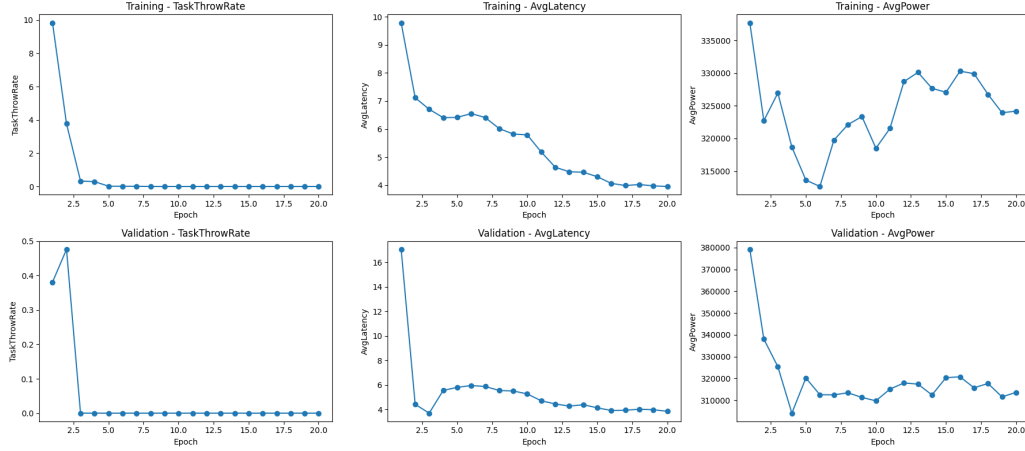 Training - TaskThrowRate
TaskThrowRate
10
8
6
4
2
0
2.5 5.0 7.5 10.0 12.5 15.0 17.5 20.0
Epoch
Training - AvgLatency
AvgLatency
10
9
8
7
6
5
4
2.5 5.0 7.5 10.0 12.5 15.0 17.5 20.0
Epoch
Training - AvgPower
AvgPower
335000
330000
325000
320000
315000
2.5 5.0 7.5 10.0 12.5 15.0 17.5 20.0
Epoch
Validation - TaskThrowRate
TaskThrowRate
0.5
0.4
0.3
0.2
0.1
0.0
2.5 5.0 7.5 10.0 12.5 15.0 17.5 20.0
Epoch
Validation - AvgLatency
AvgLatency
16
14
12
10
8
6
4
2.5 5.0 7.5 10.0 12.5 15.0 17.5 20.0
Epoch
Validation - AvgPower
AvgPower
380000
370000
360000
350000
340000
330000
320000
310000
2.5 5.0 7.5 10.0 12.5 15.0 17.5 20.0
Epoch